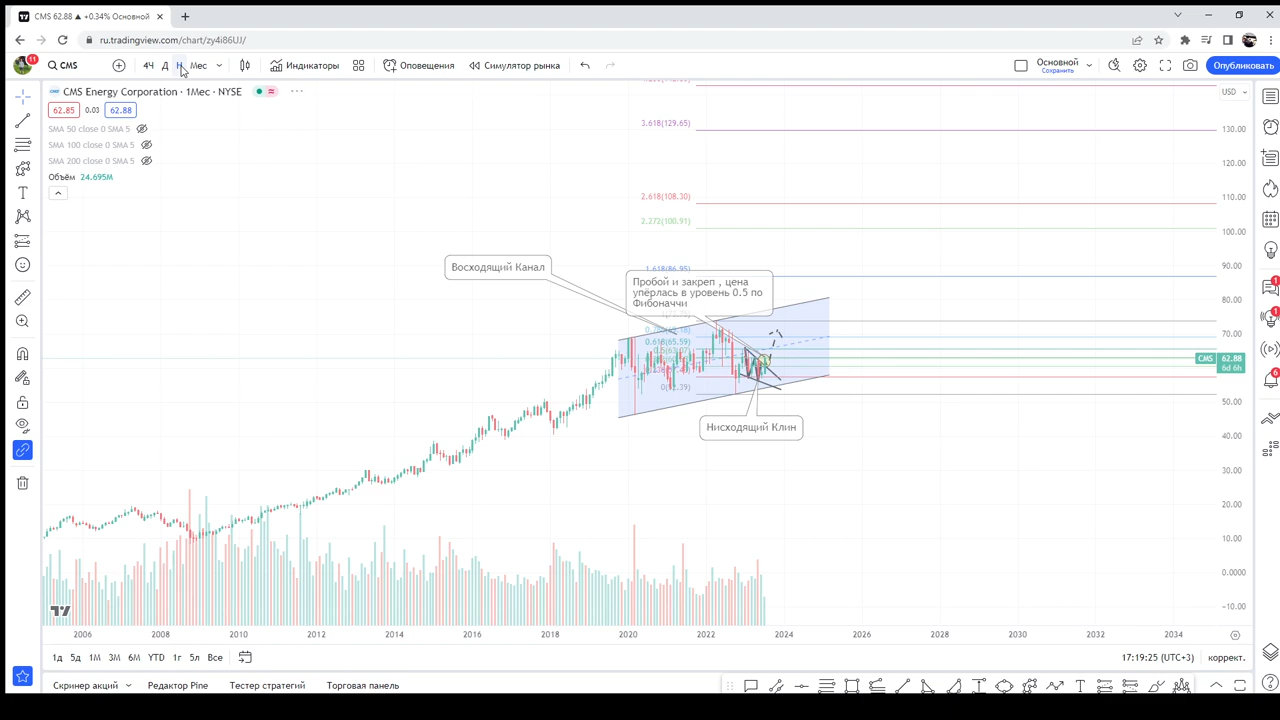 CMS 62.88 ▲ +0.34% Основной
ru.tradingview.com/chart/zy4i86UJ/
11
CMS
4Ч
Д
Н
Мес
Индикаторы
Оповещения
Симулятор рынка
Основной
Сохранить
Опубликовать
CMS Energy Corporation · 1Мес · NYSE
USD
62.85
0.03
62.88
SMA 50 close 0 SMA 5
SMA 100 close 0 SMA 5
SMA 200 close 0 SMA 5
Объём 24.695M
3.618(129.65)
2.618(108.30)
2.272(100.91)
1.618(86.95)
Восходящий Канал
Пробой и закреп , цена
упёрлась в уровень 0.5 по
Фибоначчи
0.618(65.59)
Нисходящий Клин
130.00
120.00
110.00
100.00
90.00
80.00
70.00
CMS 62.88
6d 6h
50.00
40.00
30.00
20.00
10.00
0.0000
−10.00
2006
2008
2010
2012
2014
2016
2018
2020
2022
2024
2026
2028
2030
2032
2034
1д
5д
1М
3М
6М
YTD
1г
5л
Все
17:19:25 (UTC+3)
коррект.
Скринер акций
Редактор Pine
Тестер стратегий
Торговая панель
1
1
6